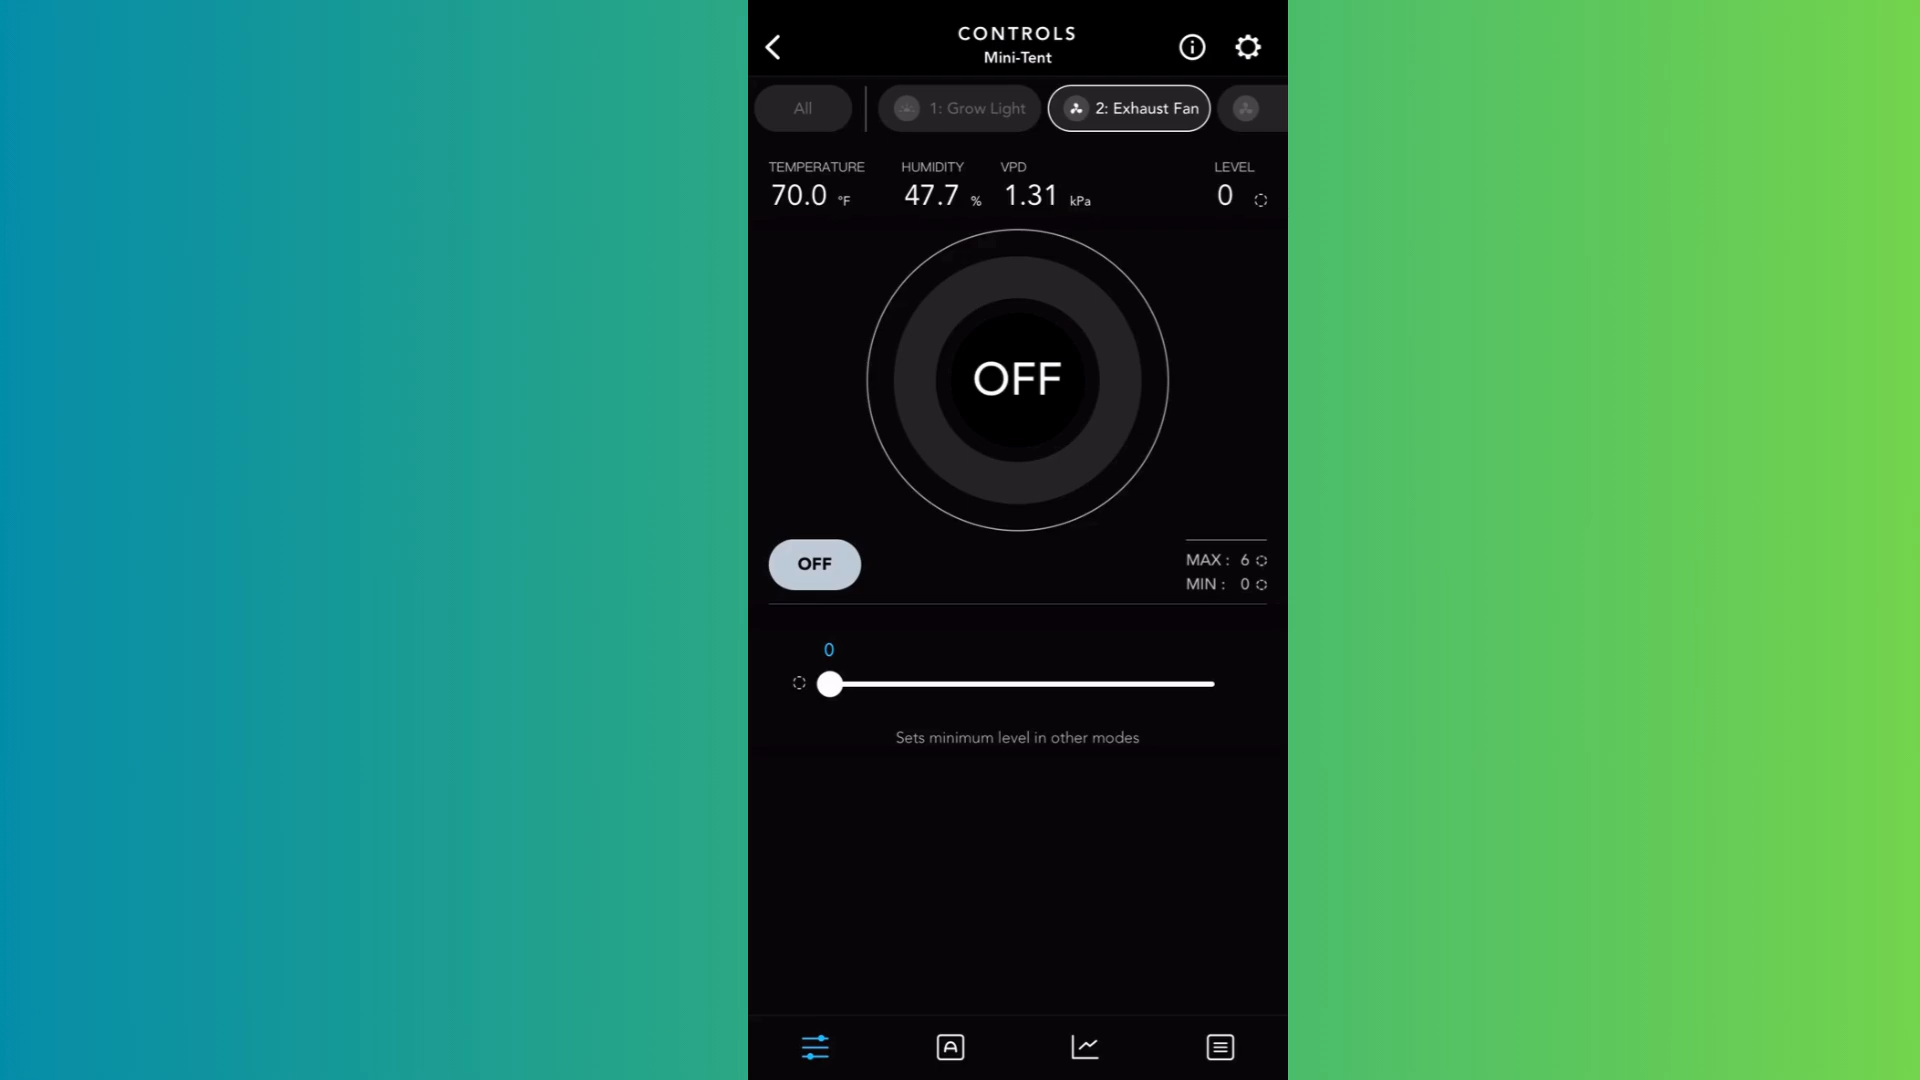 CONTROLS
Mini-Tent
All
1: Grow Light
2: Exhaust Fan
TEMPERATURE HUMIDITY VPD LEVEL
70.0 °F 47.7 % 1.31 kPa 0
OFF
OFF
MAX : 6
MIN : 0
0
Sets minimum level in other modes